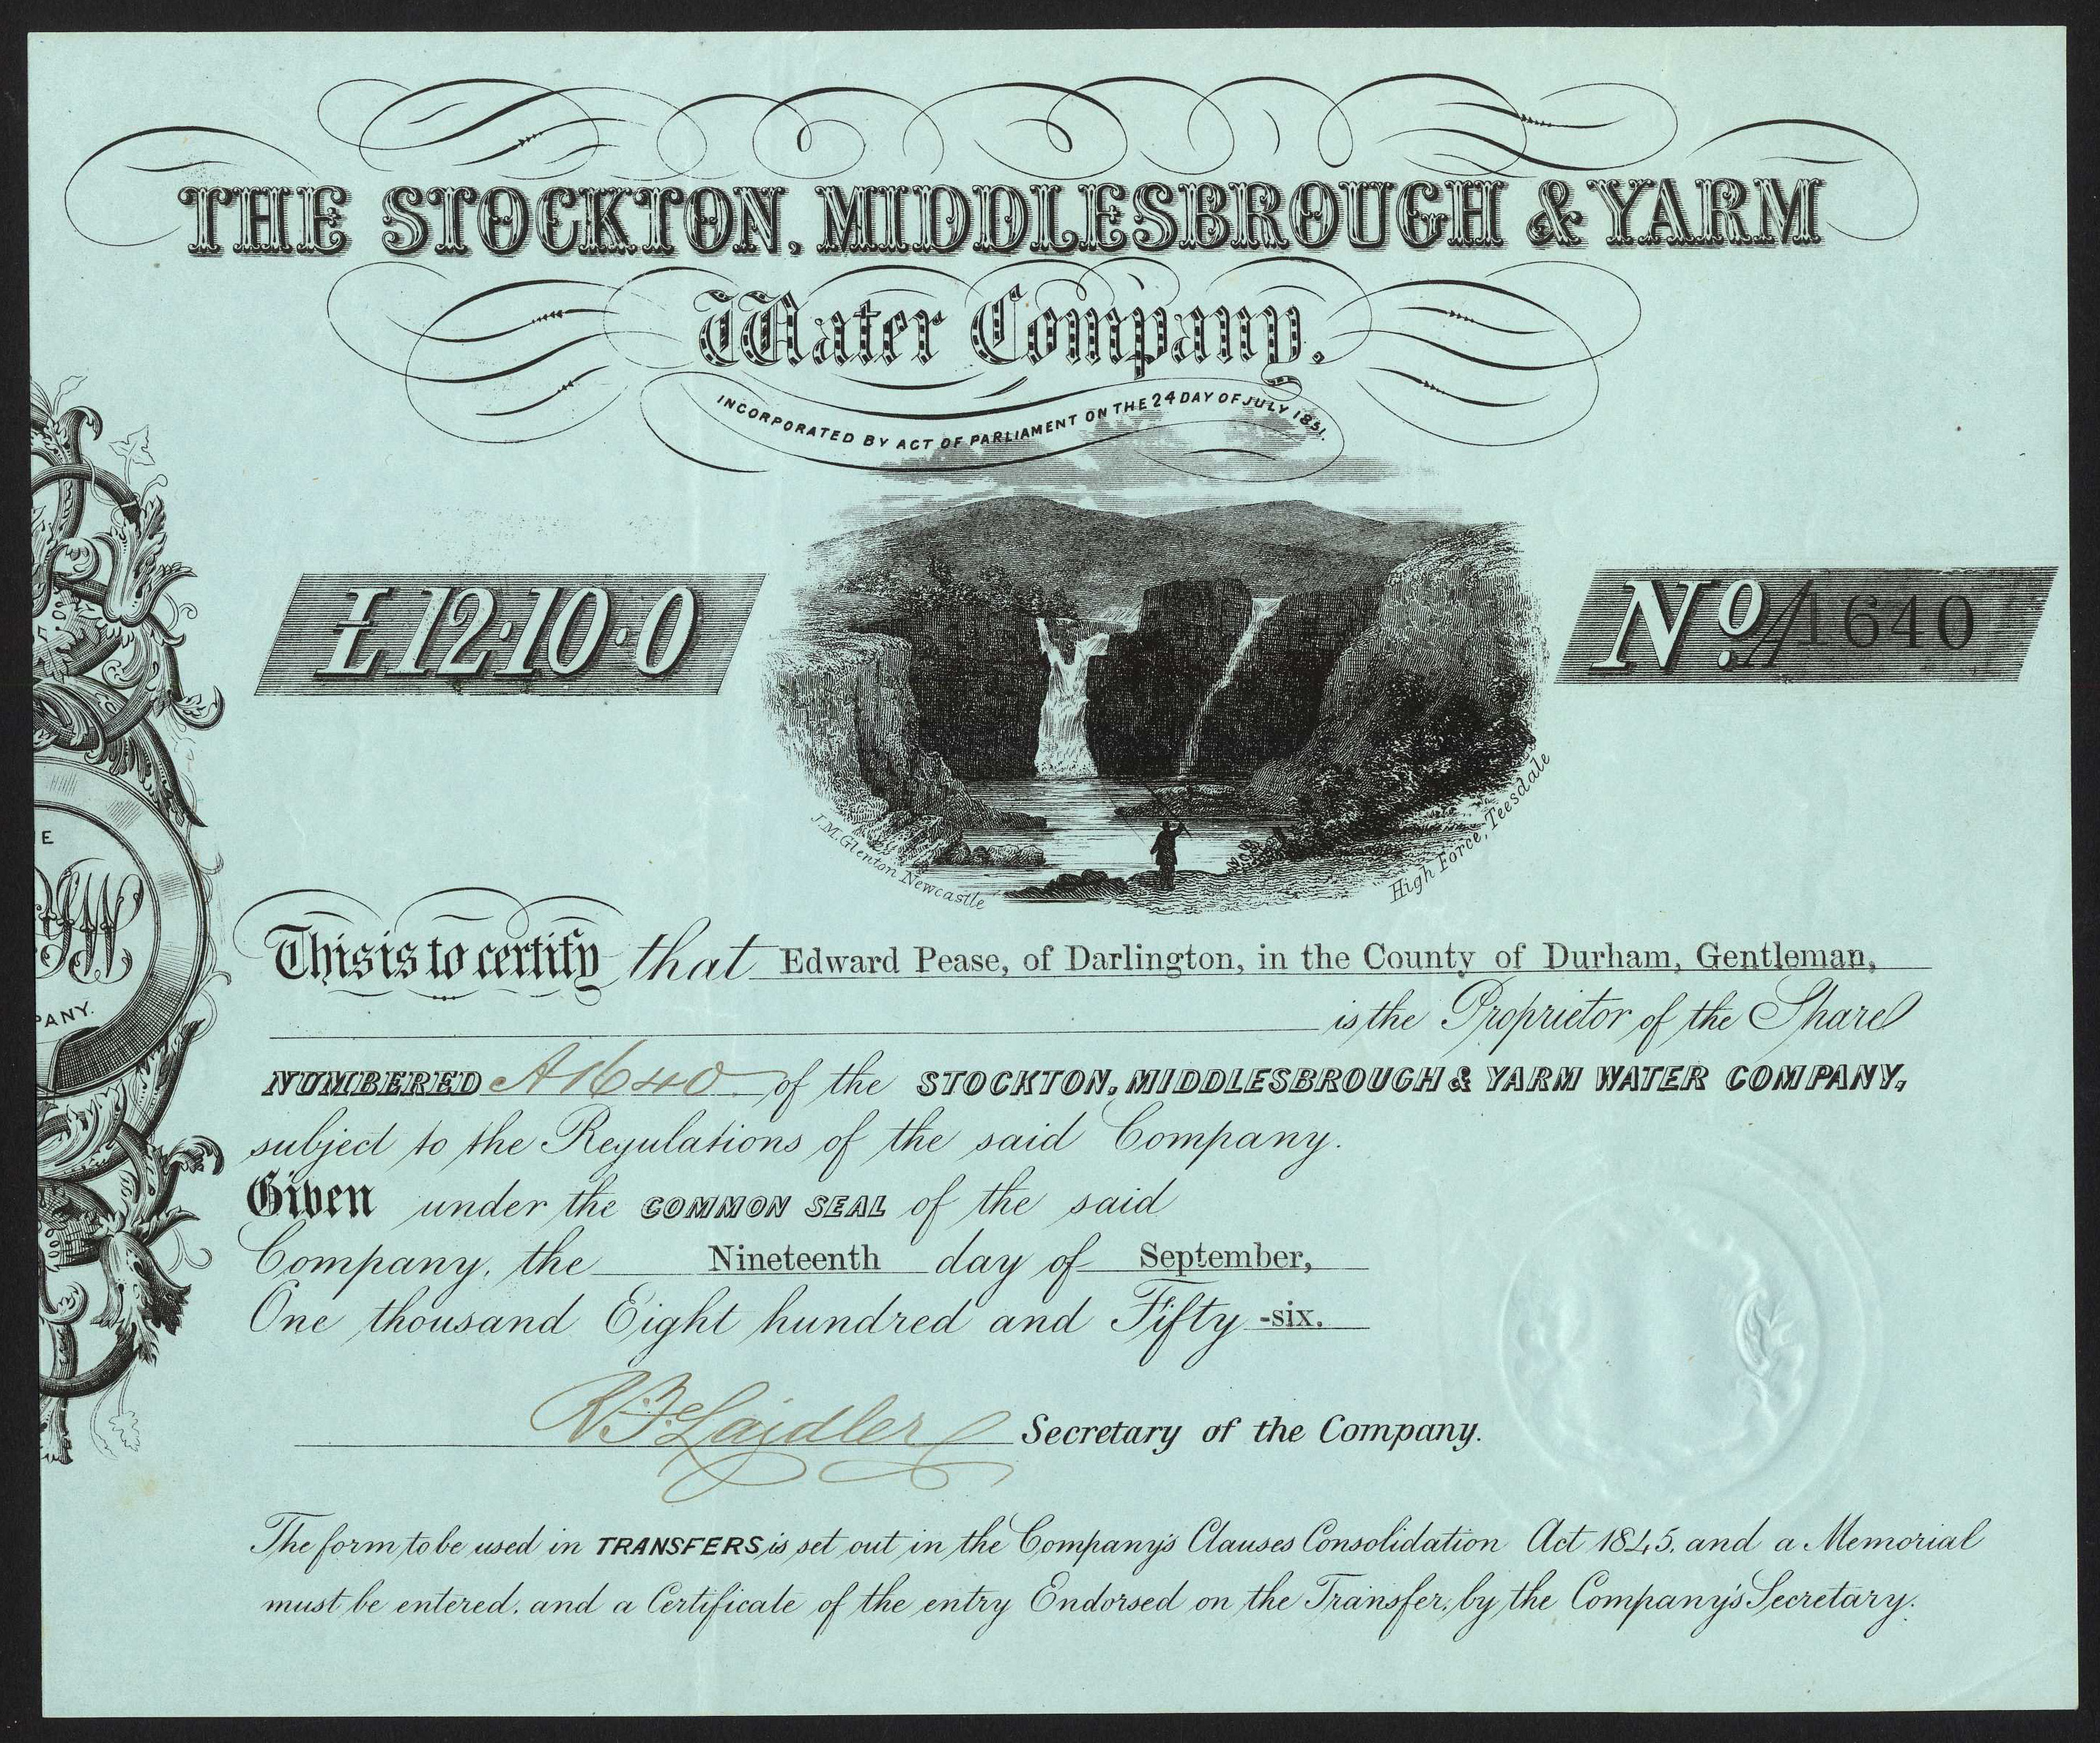 THE STOCKTON, MIDDLESBROUGH & YARM
Water Company.
INCORPORATED BY ACT OF PARLIAMENT ON THE 24 DAY OF JULY 1851.
£12·10·0
No. A 1640
J.M. Glenton Newcastle
High Force, Teesdale
E
PANY.
This is to certify that Edward Pease, of Darlington, in the County of Durham, Gentleman,
is the Proprietor of the Share
NUMBERED A1640 of the STOCKTON, MIDDLESBROUGH & YARM WATER COMPANY,
subject to the Regulations of the said Company.
Given under the COMMON SEAL of the said
Company, the Nineteenth day of September,
One thousand Eight hundred and Fifty-six.
Laidler Secretary of the Company.
The form to be used in TRANSFERS is set out in the Company's Clauses Consolidation Act 1845, and a Memorial
must be entered, and a Certificate of the entry Endorsed on the Transfer, by the Company's Secretary.